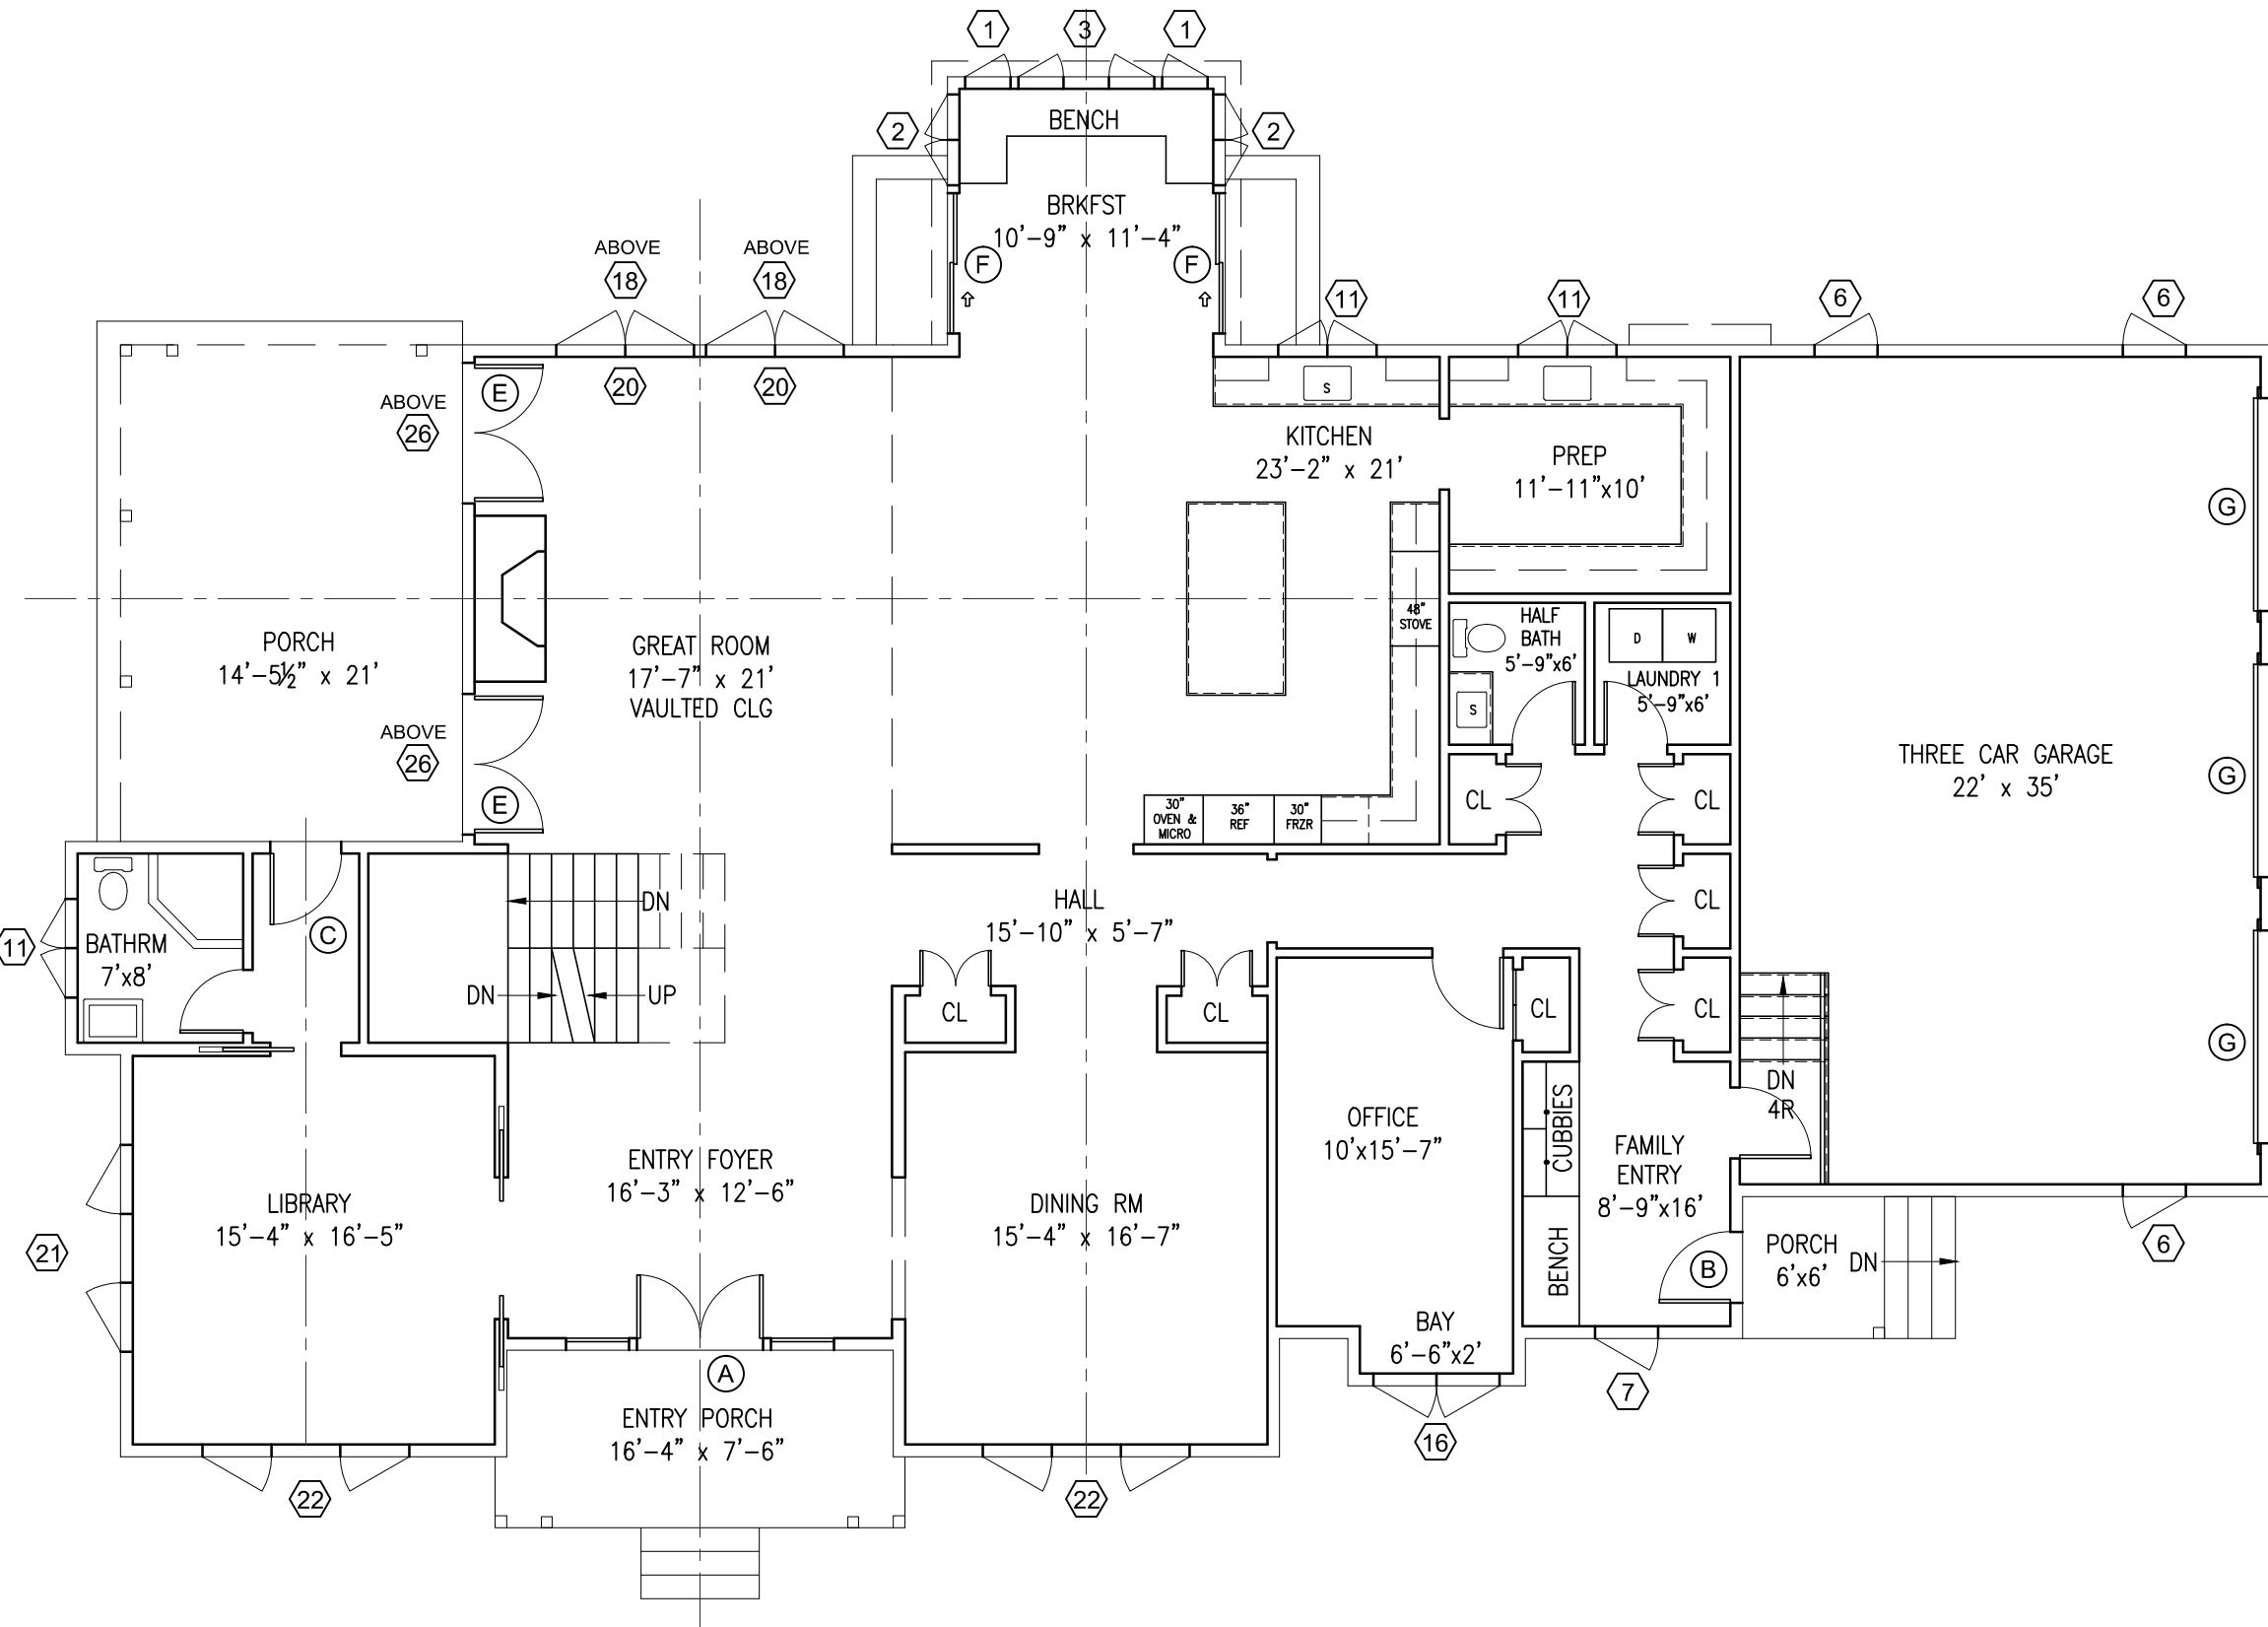 1
3
1
2
BENCH
2
BRKFST
10'-9" x 11'-4"
F
F
ABOVE
18
ABOVE
18
11
11
6
6
20
20
E
ABOVE
26
S
KITCHEN
23'-2" x 21'
PREP
11'-11"x10'
G
48"
STOVE
HALF
BATH
5'-9"x6'
D
W
LAUNDRY 1
5'-9"x6'
S
PORCH
14'-5½" x 21'
GREAT ROOM
17'-7" x 21'
VAULTED CLG
ABOVE
26
E
THREE CAR GARAGE
22' x 35'
G
30"
OVEN &
MICRO
36"
REF
30"
FRZR
CL
CL
CL
CL
HALL
15'-10" x 5'-7"
DN
DN
UP
C
11
BATHRM
7'x8'
CL
CL
CL
G
DN
4R
OFFICE
10'x15'-7"
CUBBIES
BENCH
FAMILY
ENTRY
8'-9"x16'
ENTRY FOYER
16'-3" x 12'-6"
LIBRARY
15'-4" x 16'-5"
DINING RM
15'-4" x 16'-7"
21
B
PORCH
6'x6'
DN
6
BAY
6'-6"x2'
A
7
ENTRY PORCH
16'-4" x 7'-6"
16
22
22